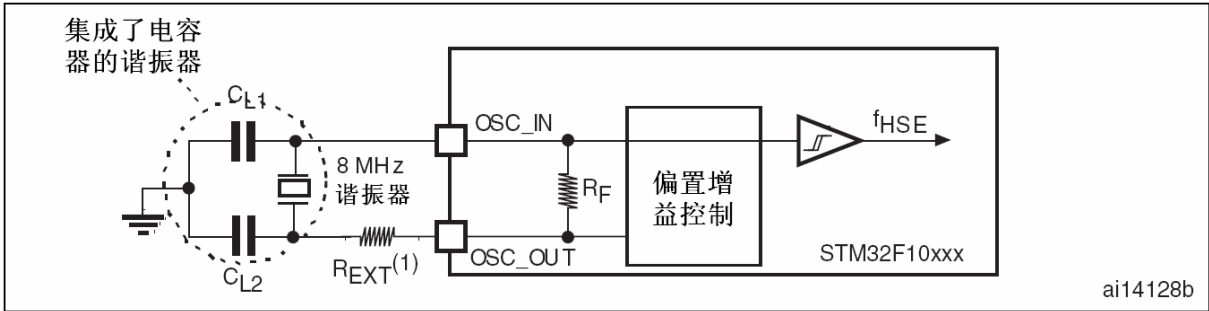 集成了电容
器的谐振器
CL1
OSC_IN
fHSE
8 MHz
谐振器
RF
偏置增
益控制
CL2
REXT(1)
OSC_OUT
STM32F10xxx
ai14128b